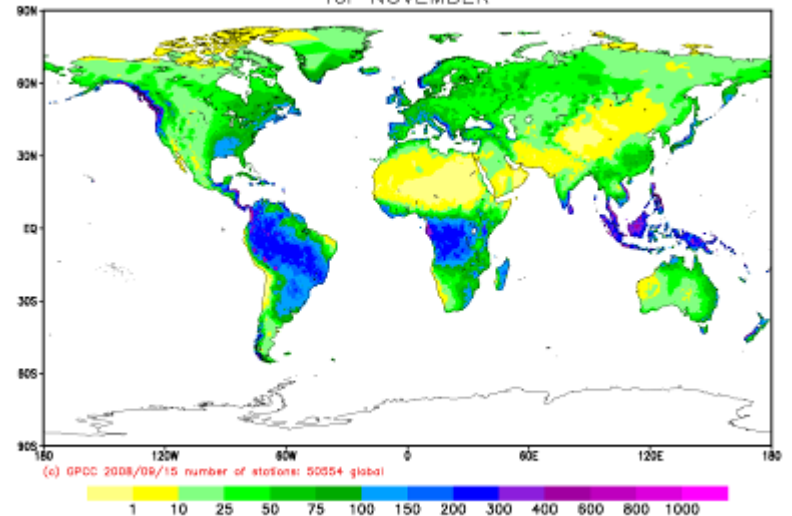 for NOVEMBER
90N
60N
30N
EQ
30S
60S
90S
180 120W 60W 0 60E 120E 180
(c) GPCC 2008/09/15 number of stations: 50554 global
1 10 25 50 75 100 150 200 300 400 600 800 1000